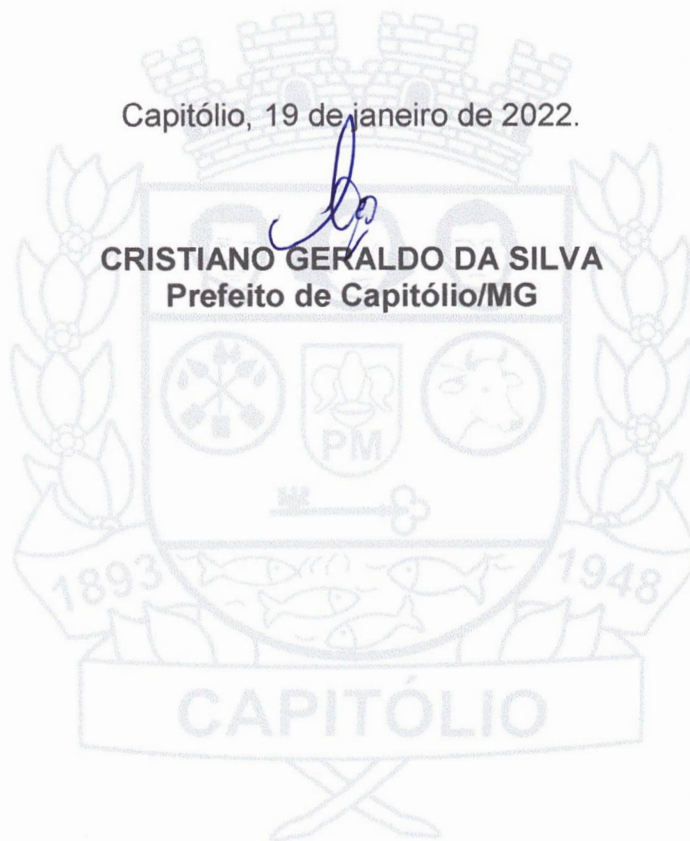 Capitólio, 19 de janeiro de 2022.
CRISTIANO GERALDO DA SILVA
Prefeito de Capitólio/MG
PM
1893
1948
CAPITÓLIO